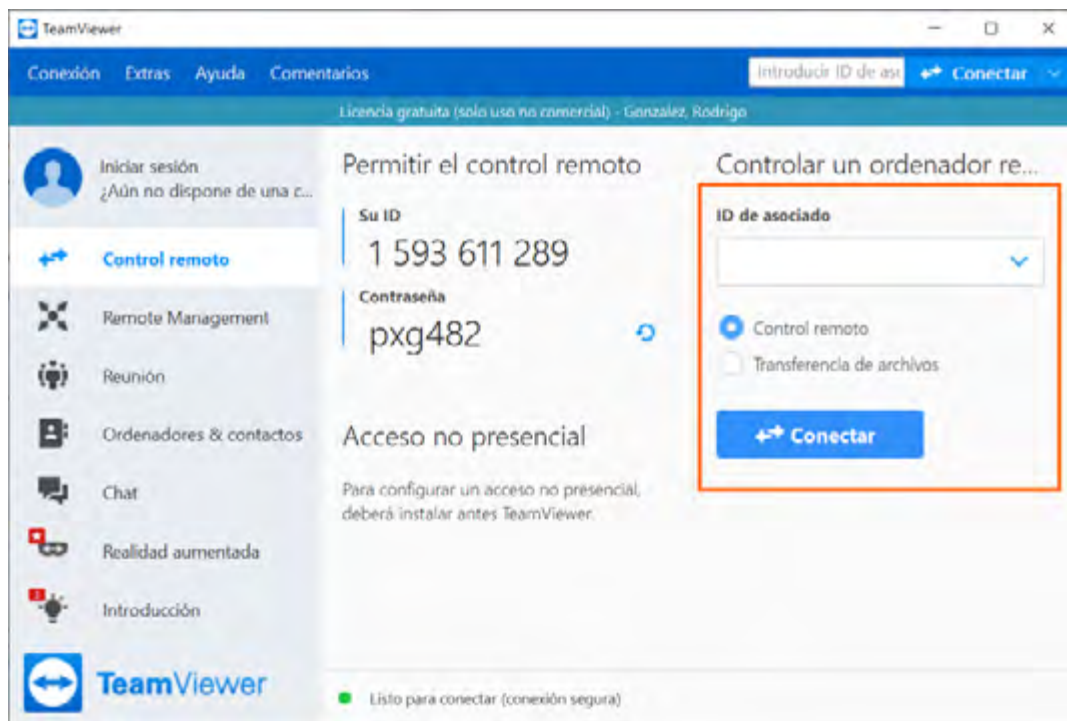 TeamViewer
Conexión Extras Ayuda Comentarios
Introducir ID de aso Conectar
Licencia gratuita (solo uso no comercial) - Gonzalez, Rodrigo
Iniciar sesión
¿Aún no dispone de una c...
Control remoto
Remote Management
Reunión
Ordenadores & contactos
Chat
Realidad aumentada
Introducción
TeamViewer
Permitir el control remoto
Su ID
1 593 611 289
Contraseña
pxg482
Acceso no presencial
Para configurar un acceso no presencial,
deberá instalar antes TeamViewer.
Controlar un ordenador re...
ID de asociado
Control remoto
Transferencia de archivos
Conectar
Listo para conectar (conexión segura)